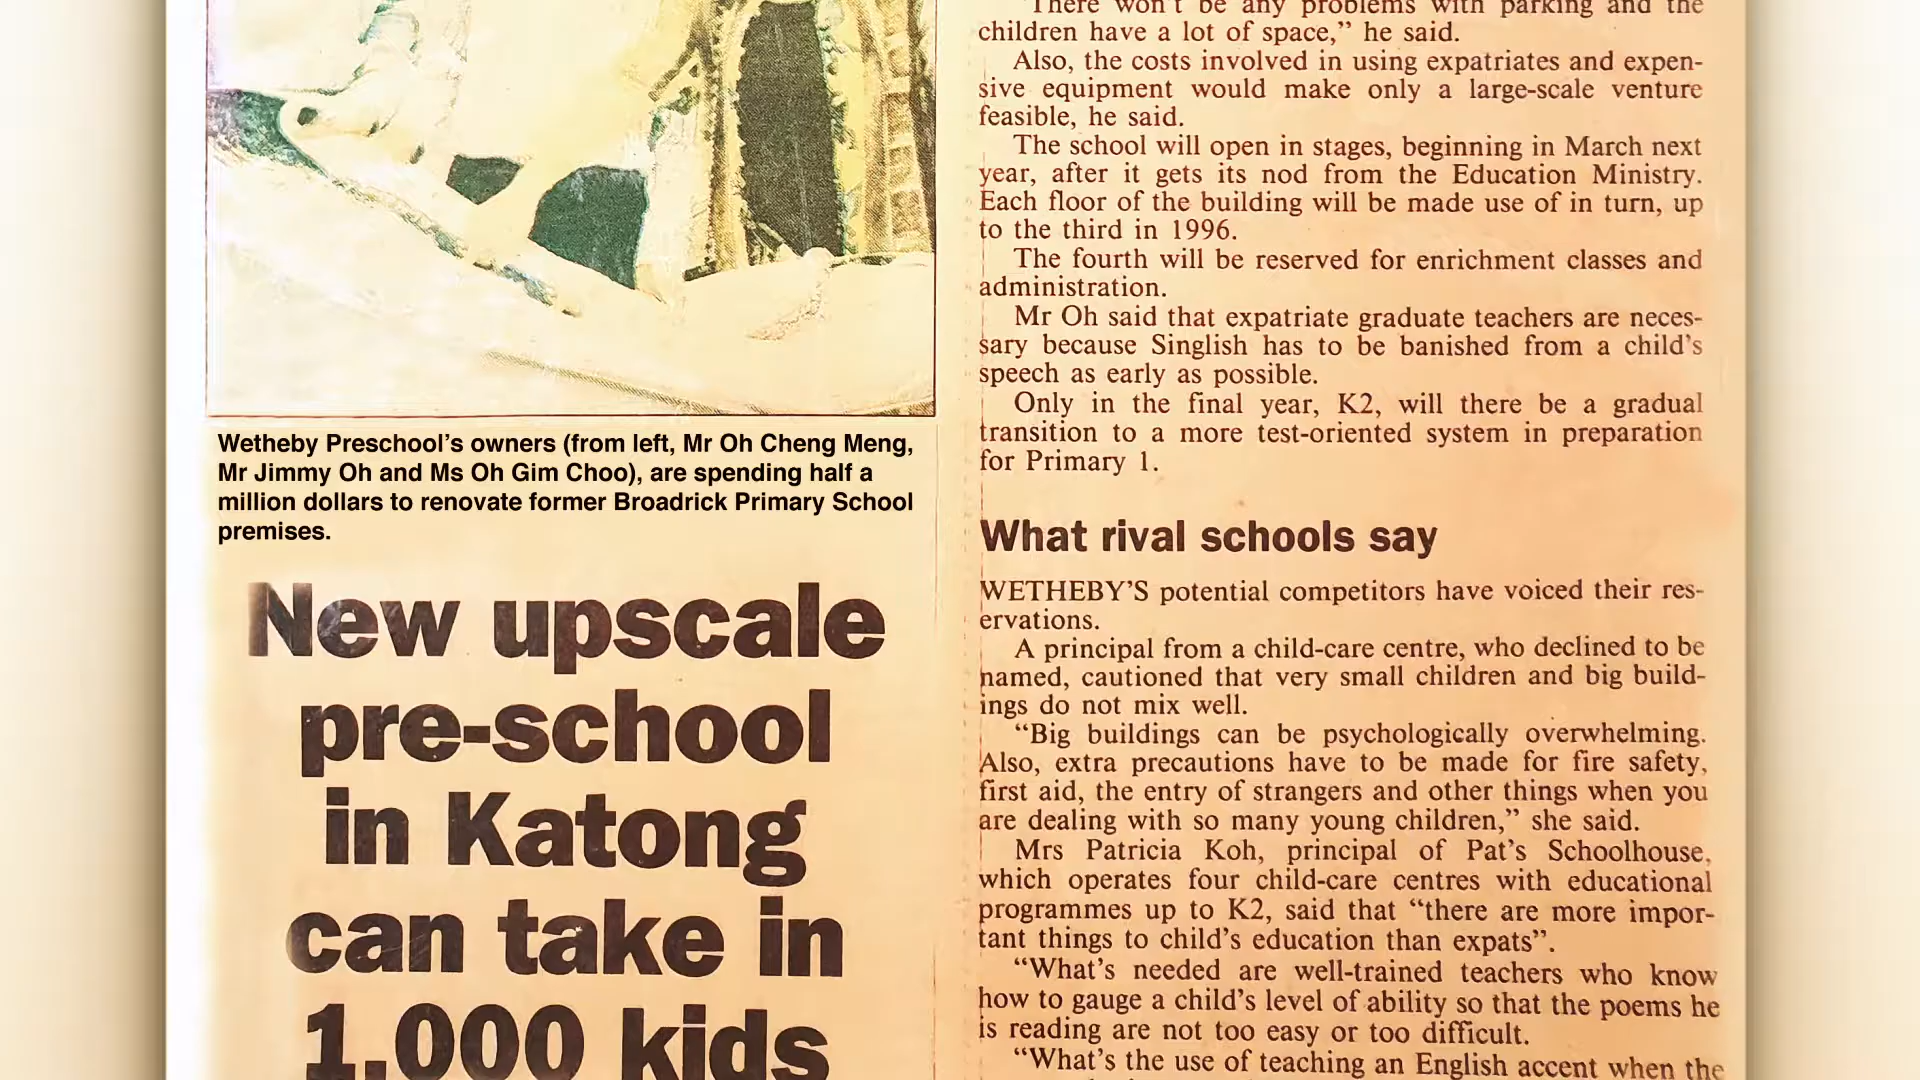 Wetheby Preschool's owners (from left, Mr Oh Cheng Meng,
Mr Jimmy Oh and Ms Oh Gim Choo), are spending half a
million dollars to renovate former Broadrick Primary School
premises.
New upscale
pre-school
in Katong
can take in
1,000 kids
"There won't be any problems with parking and the
children have a lot of space," he said.
Also, the costs involved in using expatriates and expen-
sive equipment would make only a large-scale venture
feasible, he said.
The school will open in stages, beginning in March next
year, after it gets its nod from the Education Ministry.
Each floor of the building will be made use of in turn, up
to the third in 1996.
The fourth will be reserved for enrichment classes and
administration.
Mr Oh said that expatriate graduate teachers are neces-
sary because Singlish has to be banished from a child's
speech as early as possible.
Only in the final year, K2, will there be a gradual
transition to a more test-oriented system in preparation
for Primary 1.
What rival schools say
WETHEBY'S potential competitors have voiced their res-
ervations.
A principal from a child-care centre, who declined to be
named, cautioned that very small children and big build-
ings do not mix well.
"Big buildings can be psychologically overwhelming.
Also, extra precautions have to be made for fire safety,
first aid, the entry of strangers and other things when you
are dealing with so many young children," she said.
Mrs Patricia Koh, principal of Pat's Schoolhouse,
which operates four child-care centres with educational
programmes up to K2, said that "there are more impor-
tant things to child's education than expats".
"What's needed are well-trained teachers who know
how to gauge a child's level of ability so that the poems he
is reading are not too easy or too difficult.
"What's the use of teaching an English accent when the